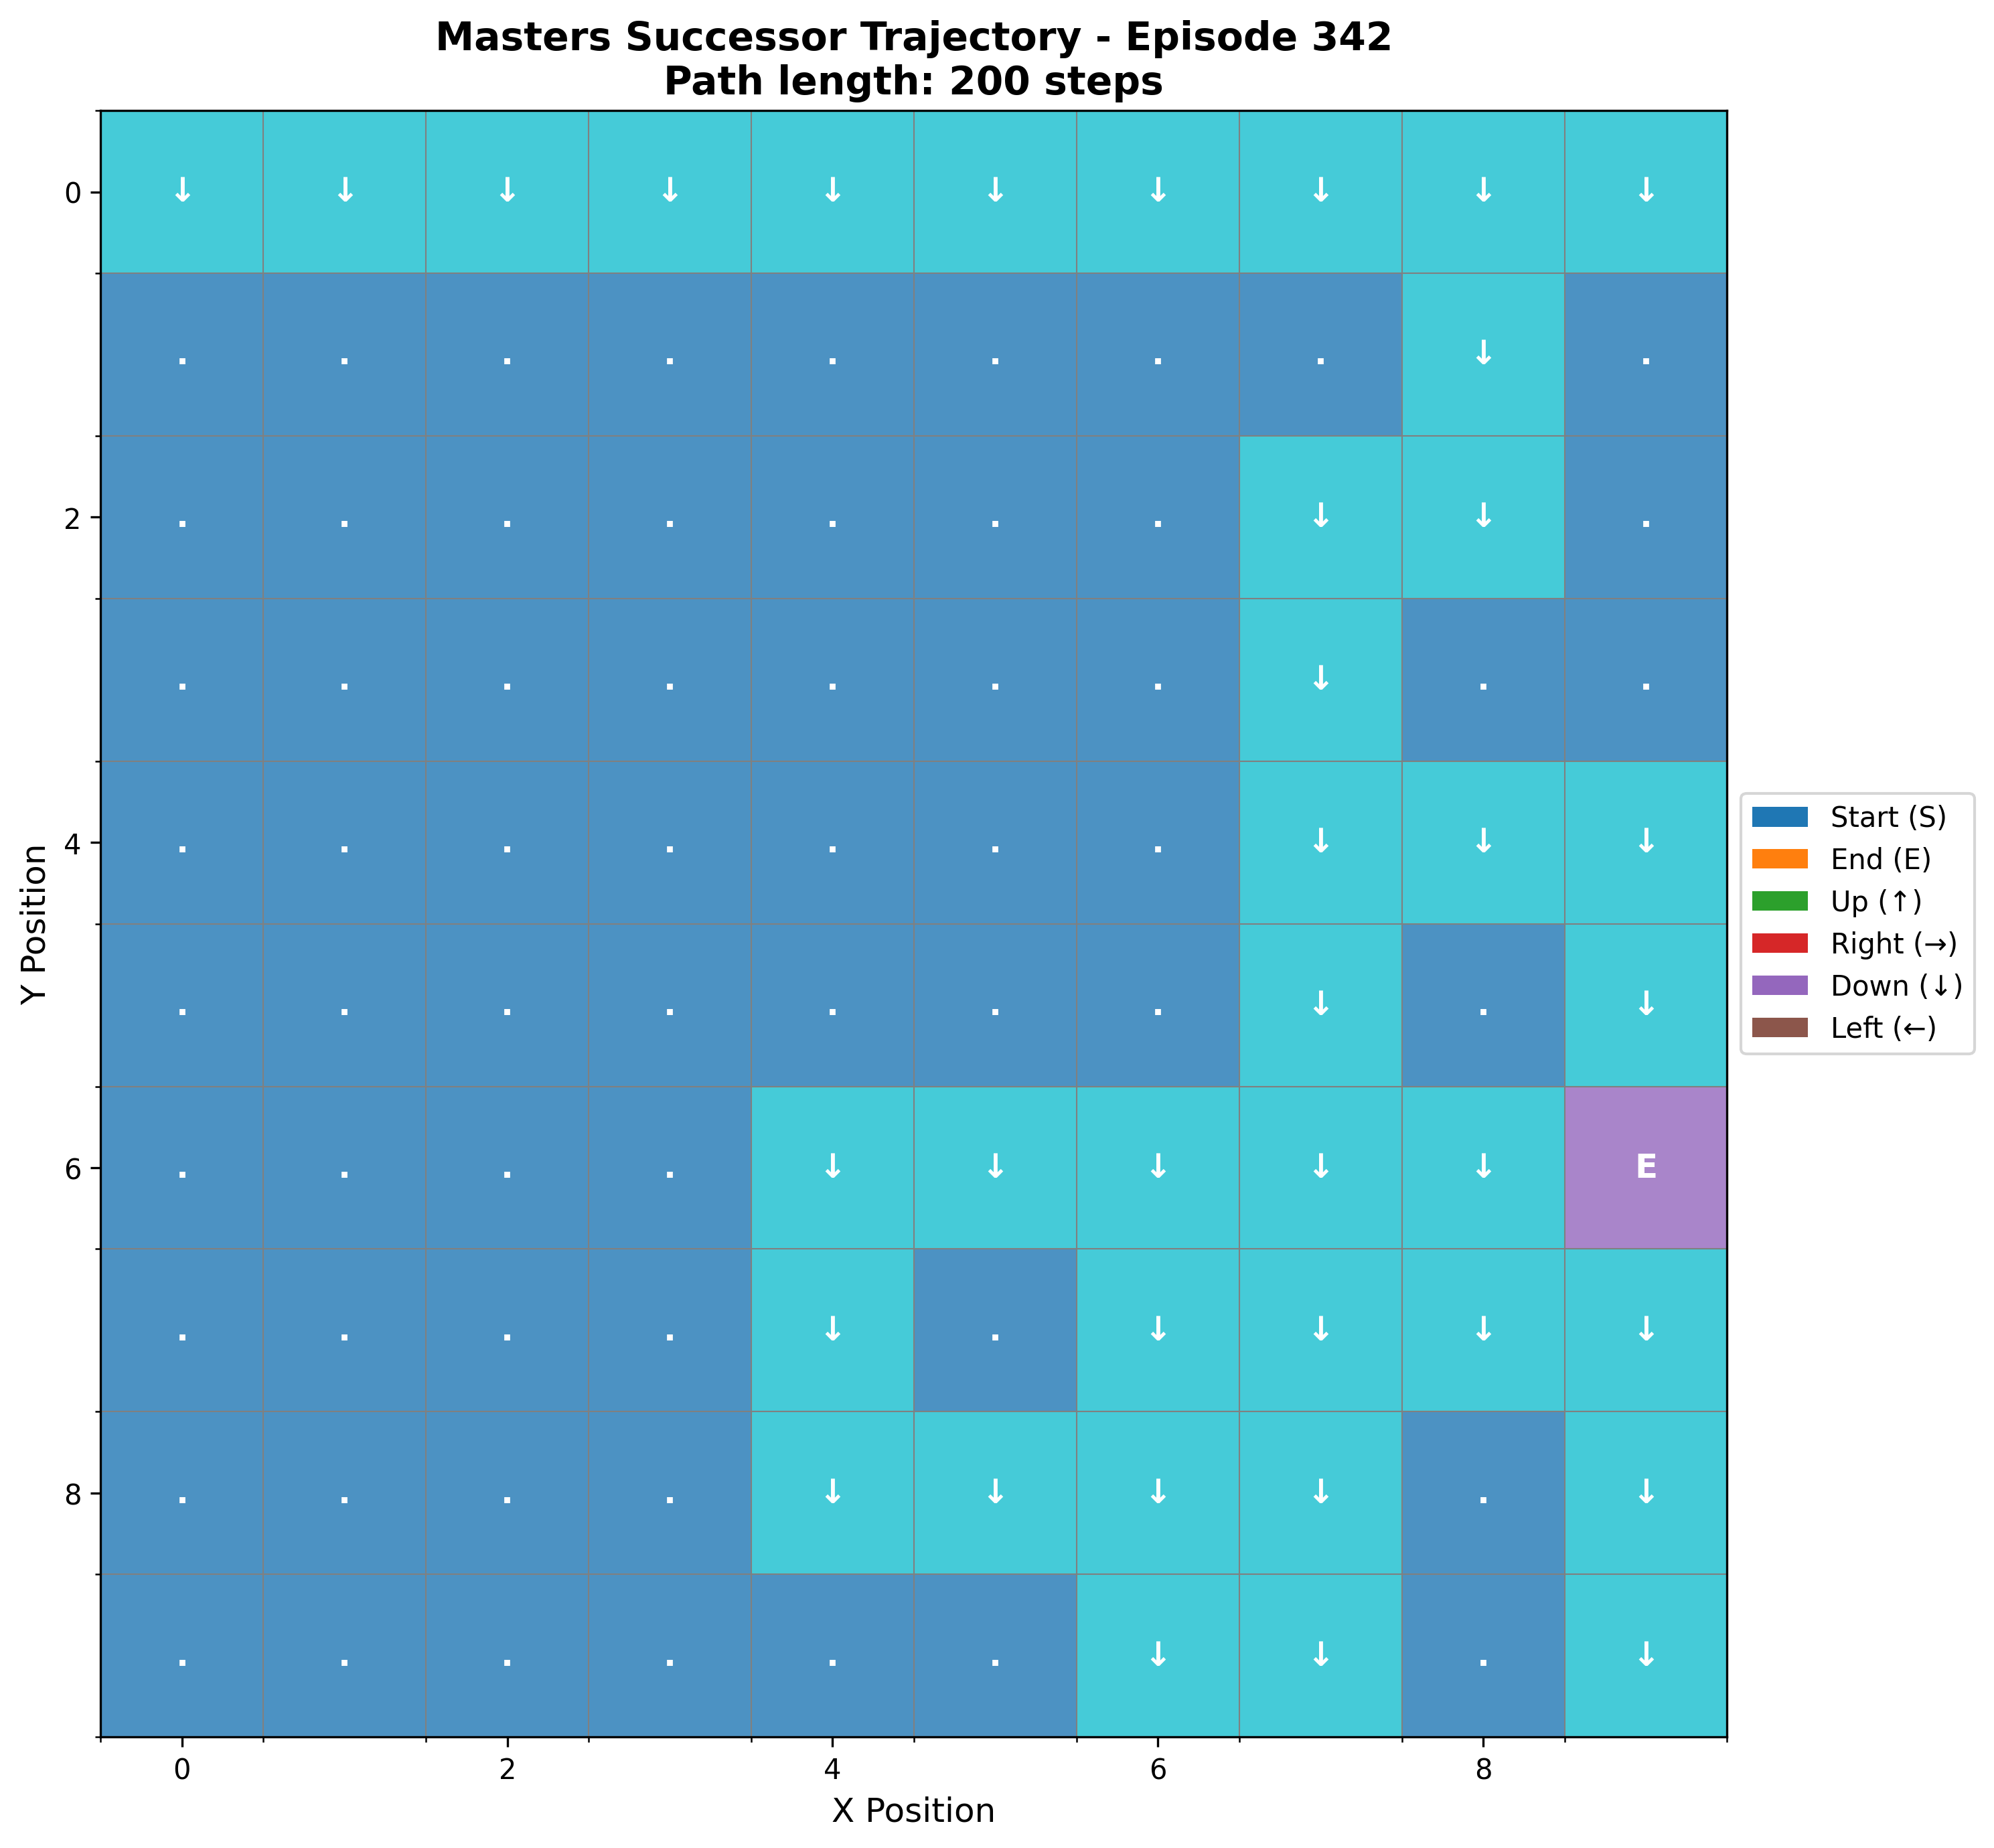 Masters Successor Trajectory - Episode 342
Path length: 200 steps
0 ↓ ↓ ↓ ↓ ↓ ↓ ↓ ↓ ↓ ↓
. . . . . . . . ↓ .
2 . . . . . . . ↓ ↓ .
. . . . . . . ↓ . .
4 . . . . . . . ↓ ↓ ↓
. . . . . . . ↓ . ↓
6 . . . . ↓ ↓ ↓ ↓ ↓ E
. . . . ↓ . ↓ ↓ ↓ ↓
8 . . . . ↓ ↓ ↓ ↓ . ↓
. . . . . . ↓ ↓ . ↓
0 2 4 6 8
X Position
Y Position
Start (S)
End (E)
Up (↑)
Right (→)
Down (↓)
Left (←)